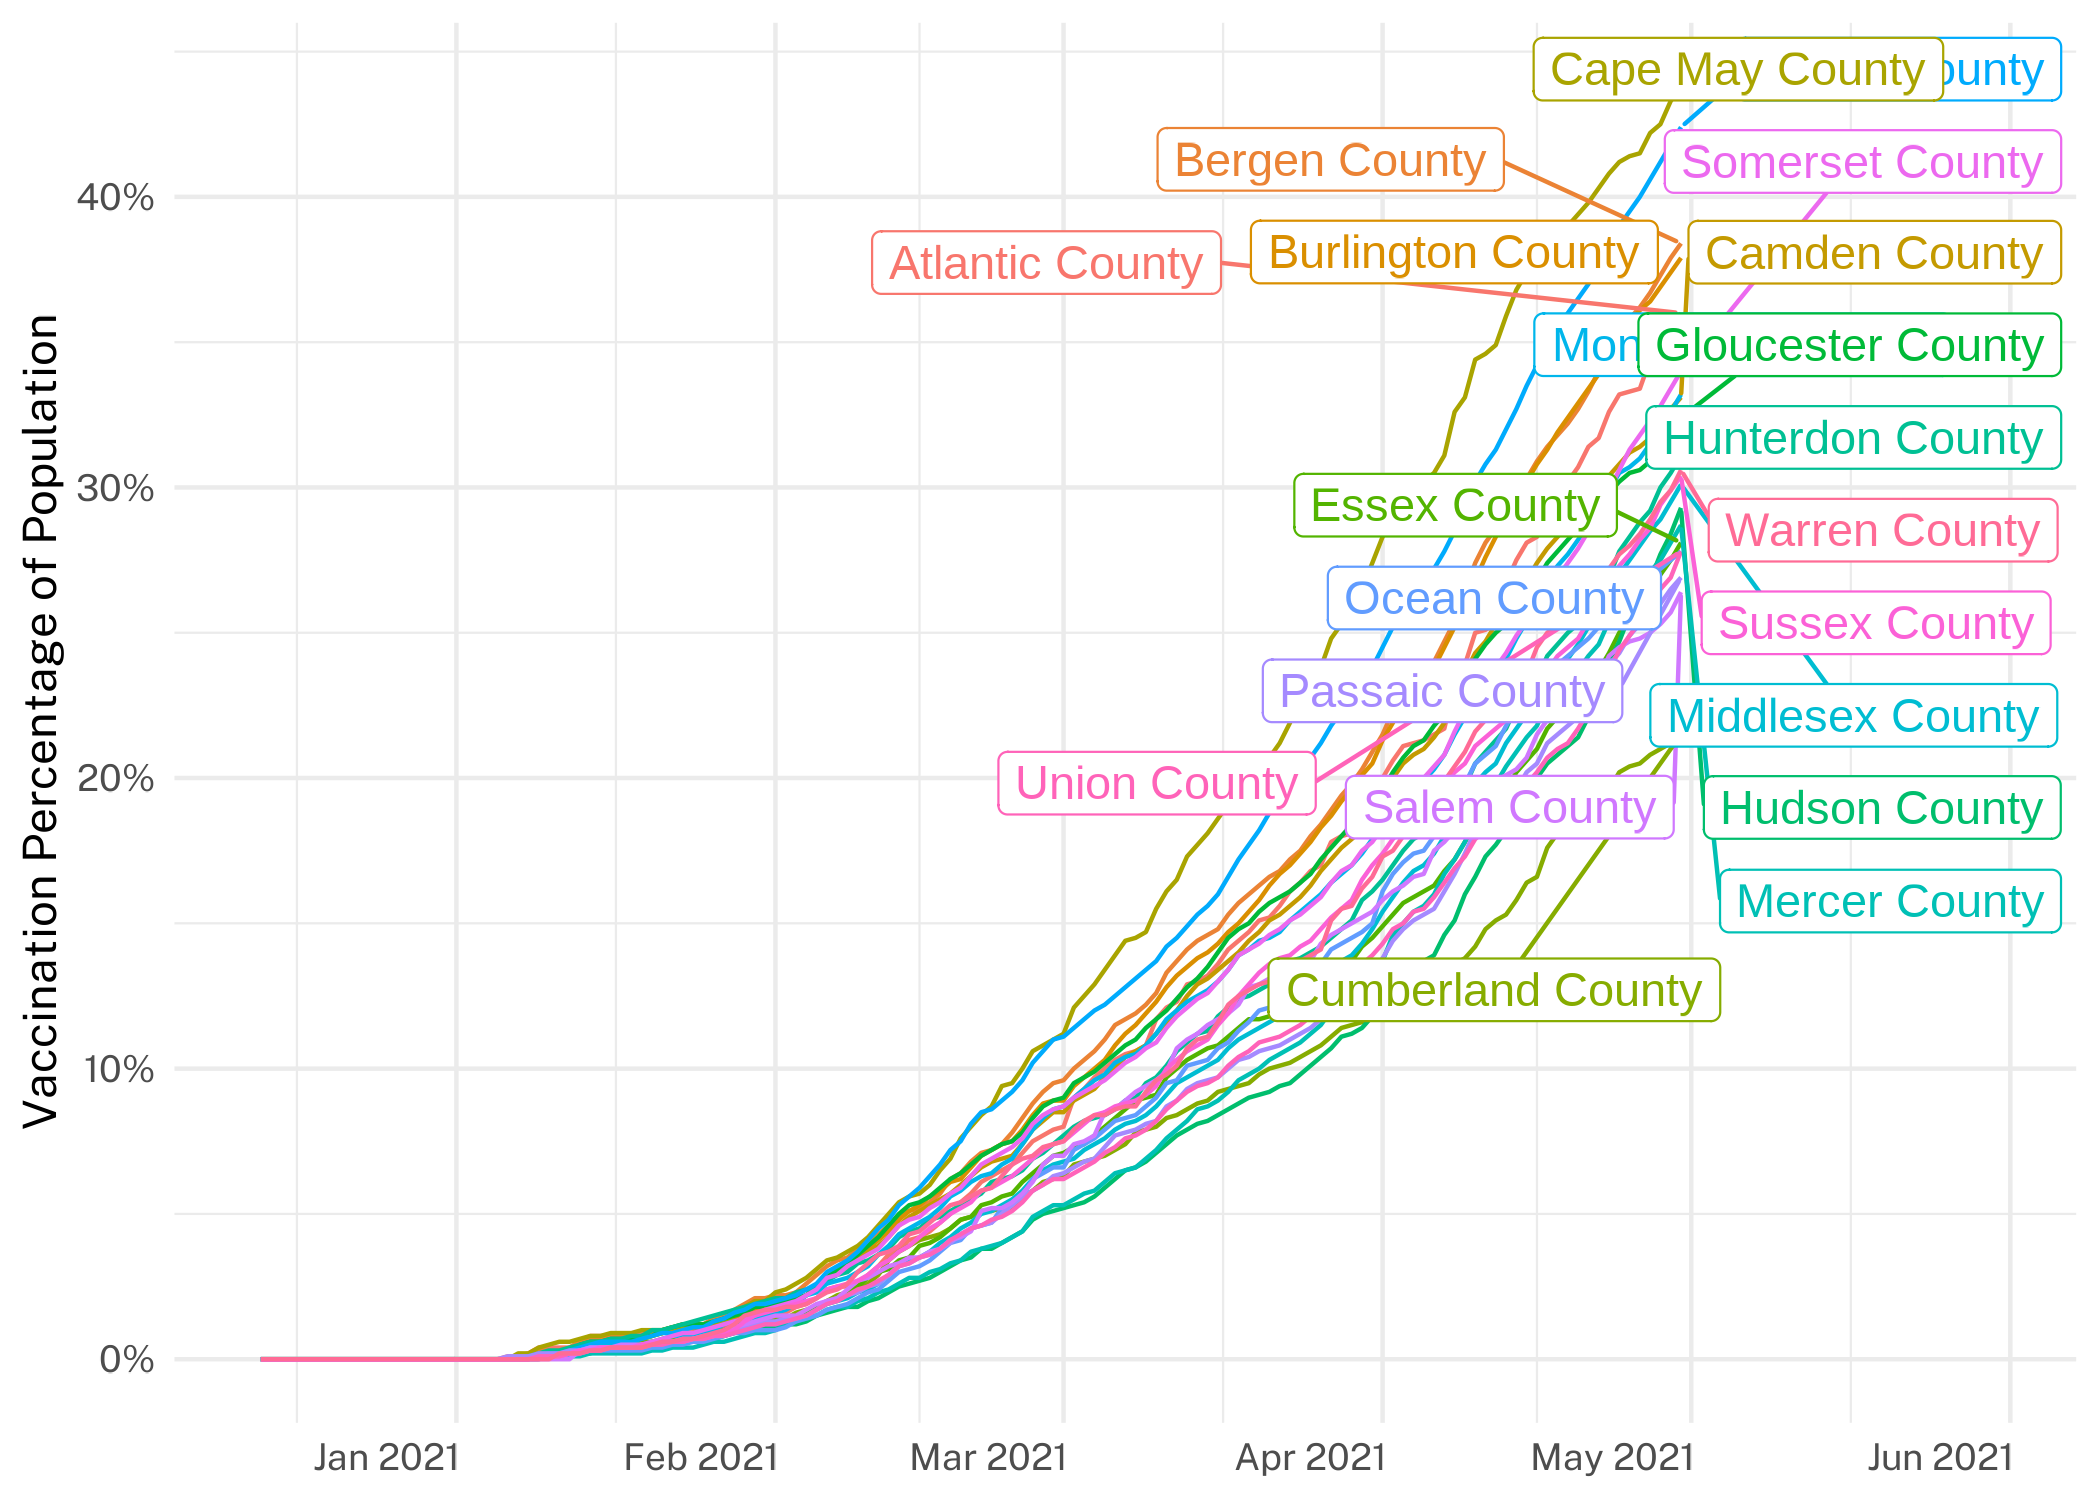 Cape May County
ounty
Bergen County
Somerset County
Atlantic County
Burlington County
Camden County
Mon
Gloucester County
Hunterdon County
Essex County
Warren County
Ocean County
Sussex County
Passaic County
Middlesex County
Union County
Salem County
Hudson County
Mercer County
Cumberland County
Vaccination Percentage of Population
40%
30%
20%
10%
0%
Jan 2021
Feb 2021
Mar 2021
Apr 2021
May 2021
Jun 2021